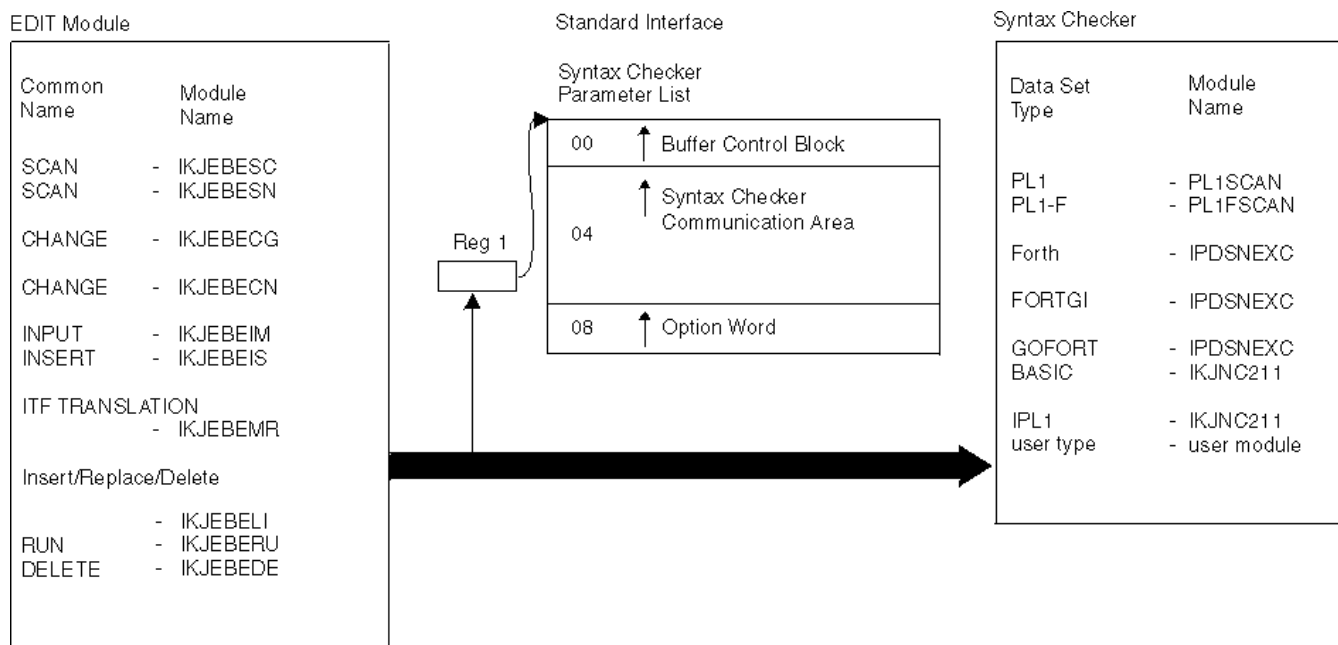 EDIT Module
Common
Name
Module
Name
SCAN - IKJEBESC
SCAN - IKJEBESN
CHANGE - IKJEBECG
CHANGE - IKJEBECN
INPUT - IKJEBEIM
INSERT - IKJEBEIS
ITF TRANSLATION
- IKJEBEMR
Insert/Replace/Delete
- IKJEBELI
RUN - IKJEBERU
DELETE - IKJEBEDE
Reg 1
Standard Interface
Syntax Checker
Parameter List
00 Buffer Control Block
04 Syntax Checker
Communication Area
08 Option Word
Syntax Checker
Data Set
Type
Module
Name
PL1 - PL1SCAN
PL1-F - PL1FSCAN
Forth - IPDSNEXC
FORTGI - IPDSNEXC
GOFORT - IPDSNEXC
BASIC - IKJNC211
IPL1 - IKJNC211
user type - user module